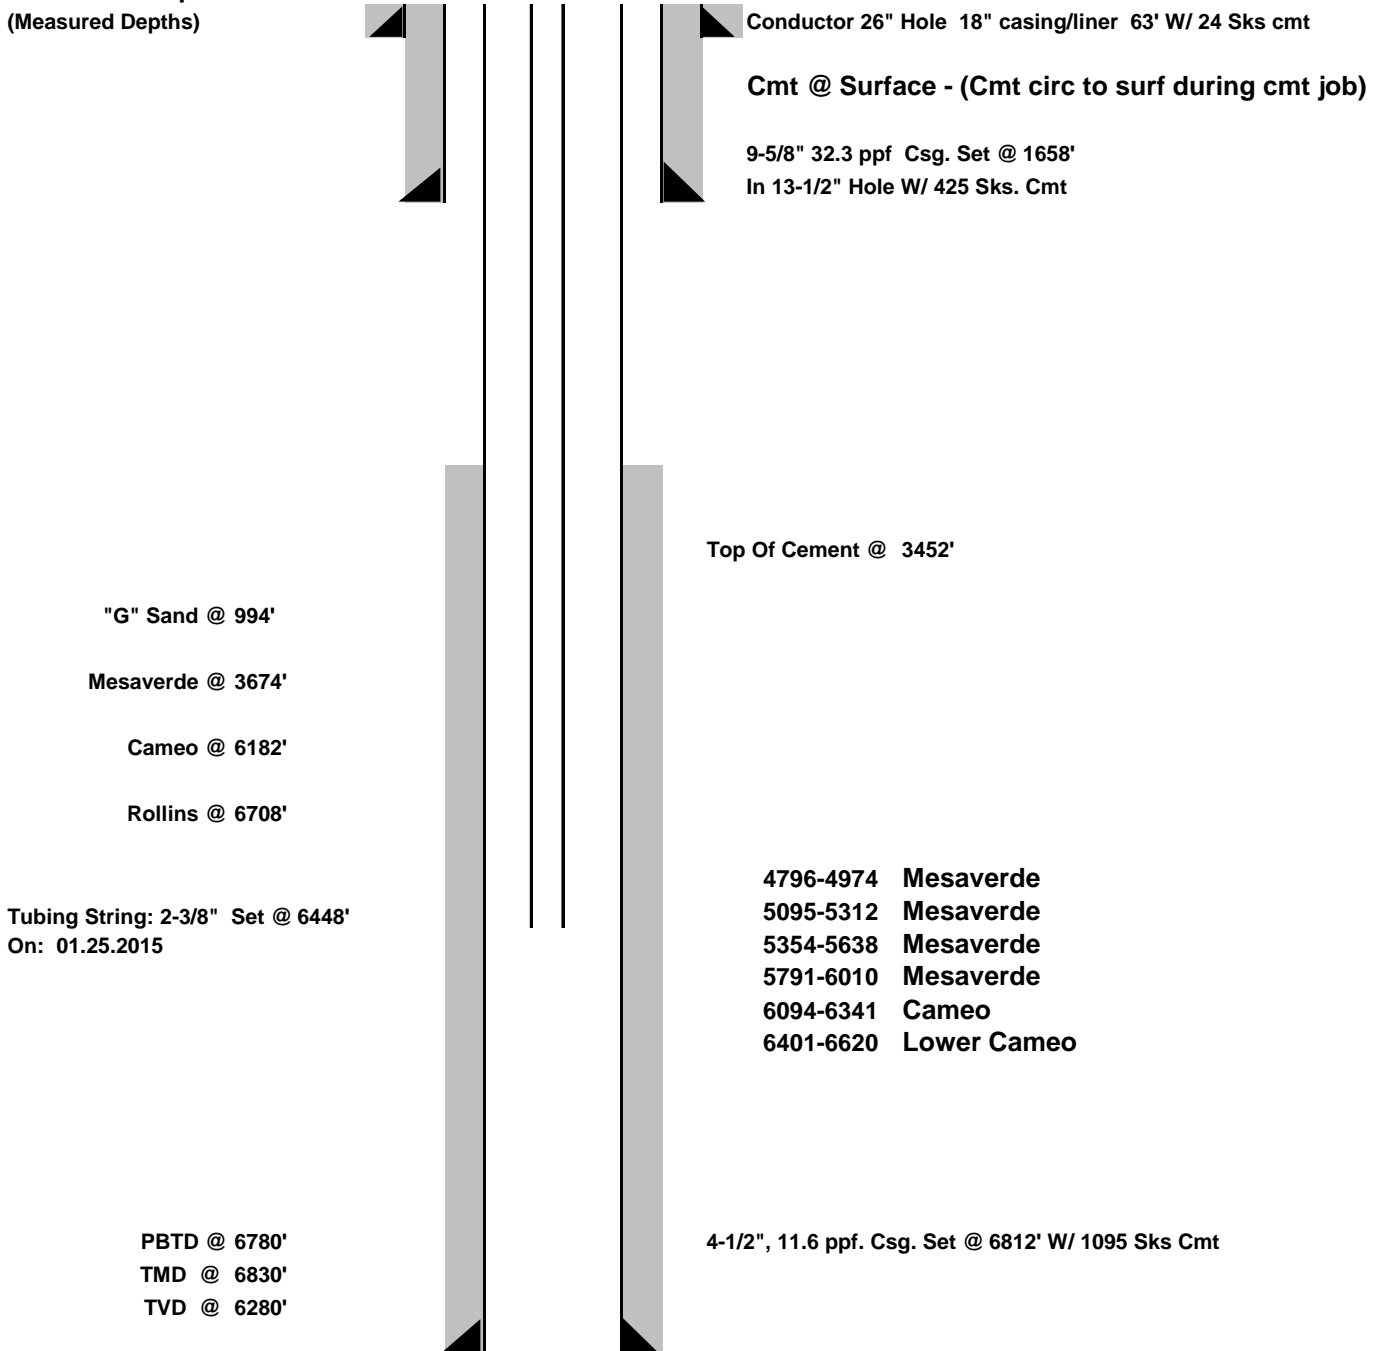 (Measured Depths)
Conductor 26" Hole 18" casing/liner 63' W/ 24 Sks cmt
Cmt @ Surface - (Cmt circ to surf during cmt job)
9-5/8" 32.3 ppf Csg. Set @ 1658'
In 13-1/2" Hole W/ 425 Sks. Cmt
Top Of Cement @ 3452'
"G" Sand @ 994'
Mesaverde @ 3674'
Cameo @ 6182'
Rollins @ 6708'
4796-4974 Mesaverde
5095-5312 Mesaverde
5354-5638 Mesaverde
5791-6010 Mesaverde
6094-6341 Cameo
6401-6620 Lower Cameo
Tubing String: 2-3/8" Set @ 6448'
On: 01.25.2015
PBTD @ 6780'
TMD @ 6830'
TVD @ 6280'
4-1/2", 11.6 ppf. Csg. Set @ 6812' W/ 1095 Sks Cmt